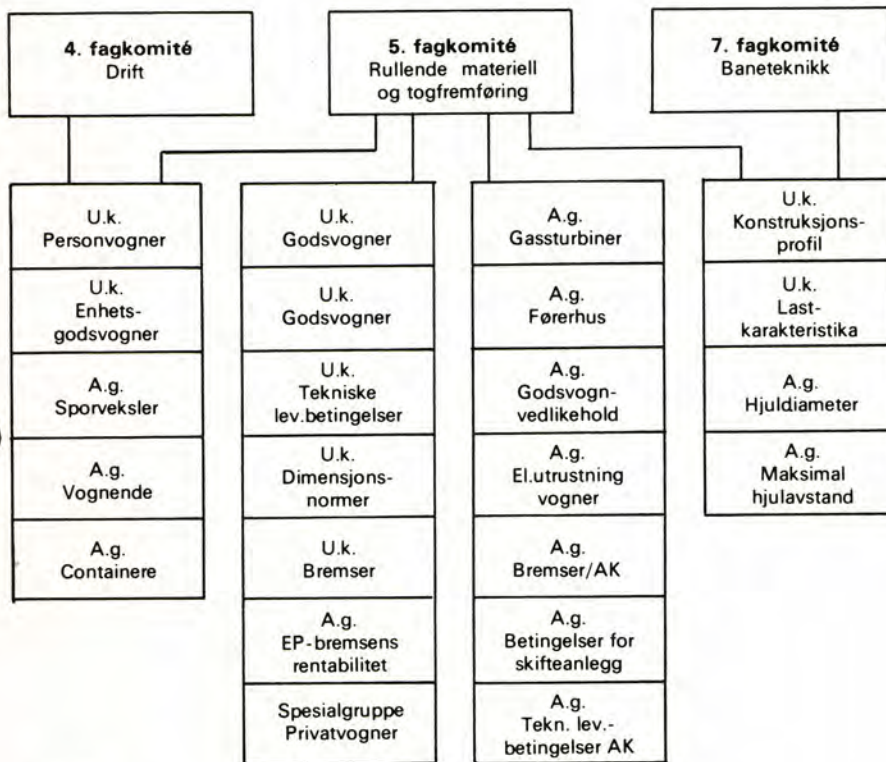 4. fagkomité
Drift
5. fagkomité
Rullende materiell
og togfremføring
7. fagkomité
Baneteknikk
U.k.
Personvogner
U.k.
Enhets-
godsvogner
A.g.
Sporveksler
A.g.
Vognende
A.g.
Containere
U.k.
Godsvogner
U.k.
Godsvogner
U.k.
Tekniske
lev.betingelser
U.k.
Dimensjons-
normer
U.k.
Bremser
A.g.
EP-bremsens
rentabilitet
Spesialgruppe
Privatvogner
A.g.
Gassturbiner
A.g.
Førerhus
A.g.
Godsvogn-
vedlikehold
A.g.
El.utrustning
vogner
A.g.
Bremser/AK
A.g.
Betingelser for
skifteanlegg
A.g.
Tekn. lev.-
betingelser AK
U.k.
Konstruksjons-
profil
U.k.
Last-
karakteristika
A.g.
Hjuldiameter
A.g.
Maksimal
hjulavstand